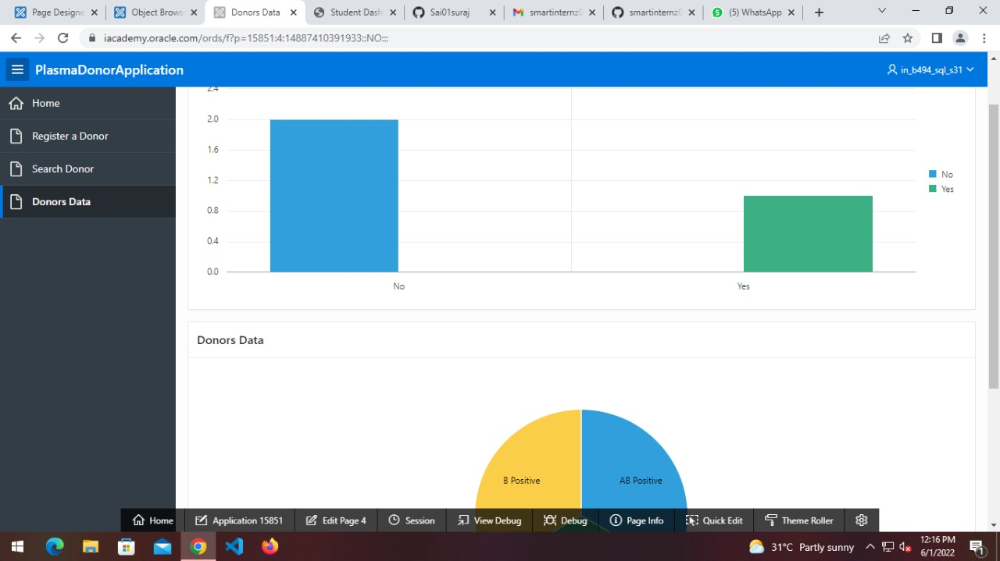 Page Designe
Object Brows
Donors Data
Student Dash
Sai01suraj
smartinternz0
smartinternz0
(5) WhatsApp
iacademy.oracle.com/ords/f?p=15851:4:14887410391933::NO:::
PlasmaDonorApplication
in_b494_sql_s31
Home
Register a Donor
Search Donor
Donors Data
2.4
2.0
1.6
1.2
0.8
0.4
0.0
No
Yes
No
Yes
Donors Data
B Positive
AB Positive
Home
Application 15851
Edit Page 4
Session
View Debug
Debug
Page Info
Quick Edit
Theme Roller
31°C Partly sunny
12:16 PM
6/1/2022
1